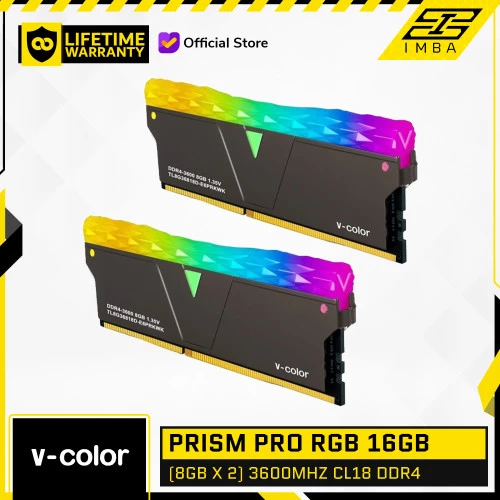 LIFETIME
WARRANTY
Official Store
IMBA
DDR4-3600 8GB 1.35V
TL8G36818D-E6PRKWK
v-color
DDR4-3600 8GB 1.35V
TL8G36818D-E6PRKWK
v-color
v-color
PRISM PRO RGB 16GB
(8GB X 2) 3600MHZ CL18 DDR4